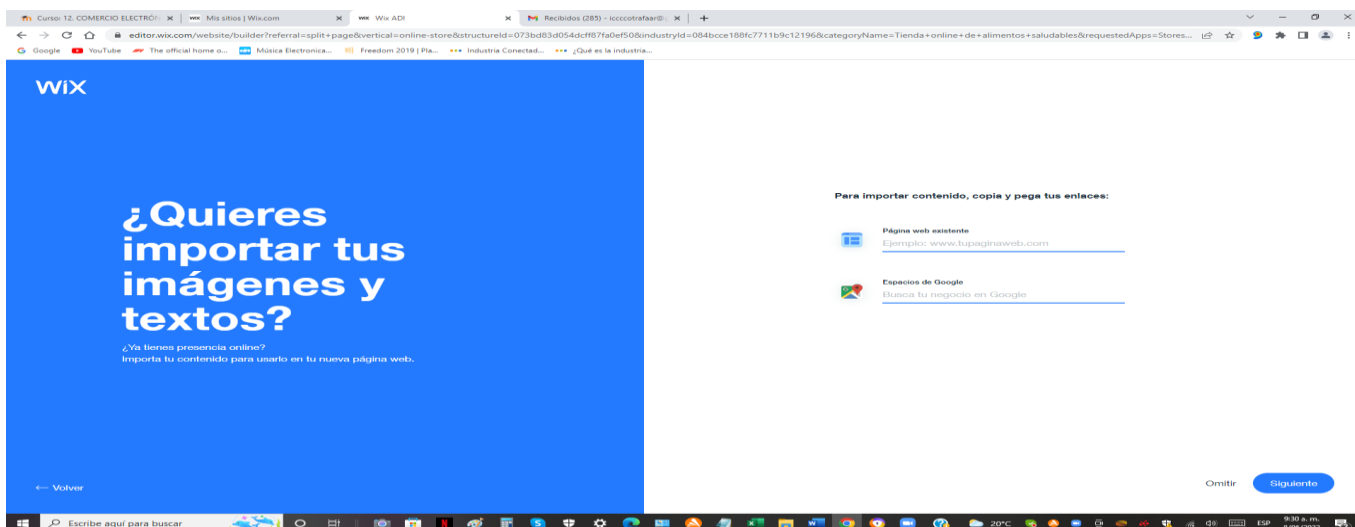 Curso: 12. COMERCIO ELECTRÓN
Mis sitios | Wix.com
Wix ADI
Recibidos (285) - iccccotrafaar@
editor.wix.com/website/builder?referral=split+page&vertical=online-store&structureId=073bd83d054dcff87fa0ef50&industryId=084bcce188fc7711b9c12196&categoryName=Tienda+online+de+alimentos+saludables&requestedApps=Stores...
Google
YouTube
The official home o...
Música Electronica...
Freedom 2019 | Pla...
Industria Conectad...
¿Qué es la industria...
WiX
¿Quieres
importar tus
imágenes y
textos?
¿Ya tienes presencia online?
Importa tu contenido para usarlo en tu nueva página web.
← Volver
Para importar contenido, copia y pega tus enlaces:
Página web existente
Ejemplo: www.tupaginaweb.com
Espacios de Google
Busca tu negocio en Google
Omitir
Siguiente
Escribe aquí para buscar
20°C
ESP
9:30 a. m.